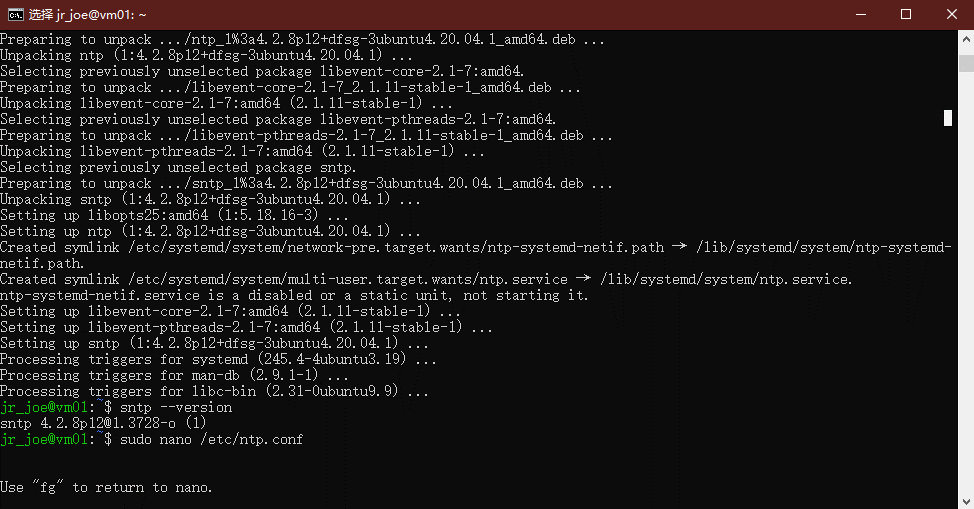 选择 jr_joe@vm01: ~
Preparing to unpack .../ntp_1%3a4.2.8p12+dfsg-3ubuntu4.20.04.1_amd64.deb ...
Unpacking ntp (1:4.2.8p12+dfsg-3ubuntu4.20.04.1) ...
Selecting previously unselected package libevent-core-2.1-7:amd64.
Preparing to unpack .../libevent-core-2.1-7_2.1.11-stable-1_amd64.deb ...
Unpacking libevent-core-2.1-7:amd64 (2.1.11-stable-1) ...
Selecting previously unselected package libevent-pthreads-2.1-7:amd64.
Preparing to unpack .../libevent-pthreads-2.1-7_2.1.11-stable-1_amd64.deb ...
Unpacking libevent-pthreads-2.1-7:amd64 (2.1.11-stable-1) ...
Selecting previously unselected package sntp.
Preparing to unpack .../sntp_1%3a4.2.8p12+dfsg-3ubuntu4.20.04.1_amd64.deb ...
Unpacking sntp (1:4.2.8p12+dfsg-3ubuntu4.20.04.1) ...
Setting up libopts25:amd64 (1:5.18.16-3) ...
Setting up ntp (1:4.2.8p12+dfsg-3ubuntu4.20.04.1) ...
Created symlink /etc/systemd/system/network-pre.target.wants/ntp-systemd-netif.path → /lib/systemd/system/ntp-systemd-
netif.path.
Created symlink /etc/systemd/system/multi-user.target.wants/ntp.service → /lib/systemd/system/ntp.service.
ntp-systemd-netif.service is a disabled or a static unit, not starting it.
Setting up libevent-core-2.1-7:amd64 (2.1.11-stable-1) ...
Setting up libevent-pthreads-2.1-7:amd64 (2.1.11-stable-1) ...
Setting up sntp (1:4.2.8p12+dfsg-3ubuntu4.20.04.1) ...
Processing triggers for systemd (245.4-4ubuntu3.19) ...
Processing triggers for man-db (2.9.1-1) ...
Processing triggers for libc-bin (2.31-0ubuntu9.9) ...
jr_joe@vm01:~$ sntp --version
sntp 4.2.8p12@1.3728-o (1)
jr_joe@vm01:~$ sudo nano /etc/ntp.conf
Use "fg" to return to nano.